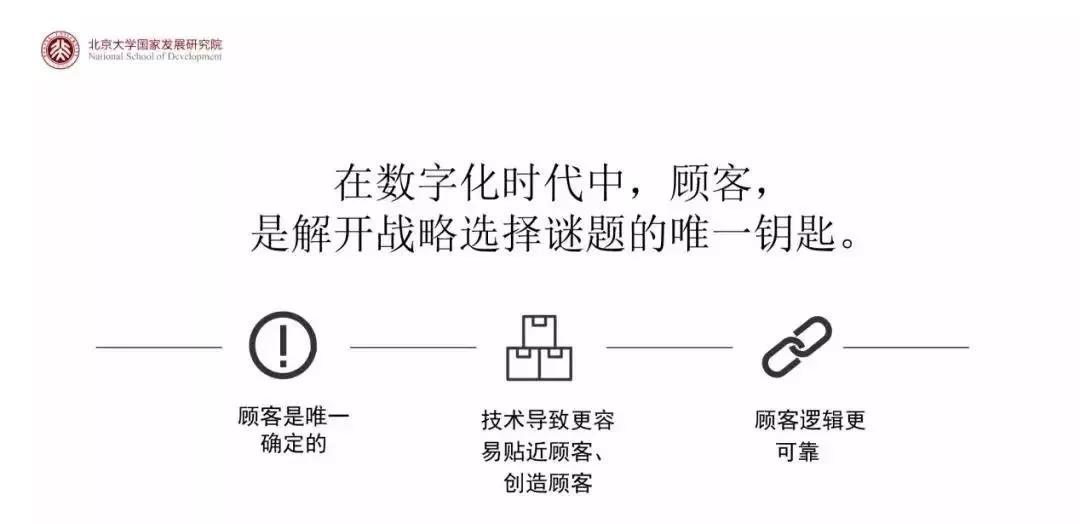 北京大学国家发展研究院
National School of Development
在数字化时代中，顾客，
是解开战略选择谜题的唯一钥匙。
顾客是唯一
确定的
技术导致更容
易贴近顾客、
创造顾客
顾客逻辑更
可靠